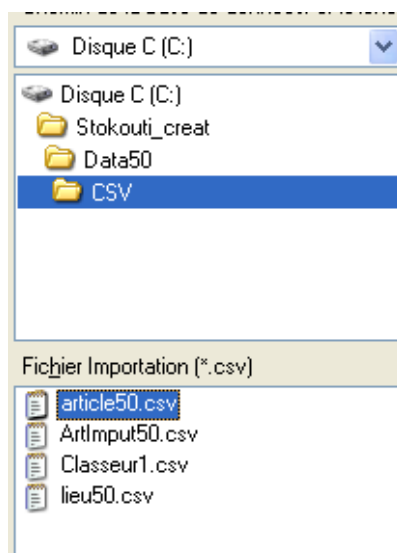 Disque C (C:)
Disque C (C:)
Stokouti_creat
Data50
CSV
Fichier Importation (*.csv)
article50.csv
ArtImput50.csv
Classeur1.csv
lieu50.csv